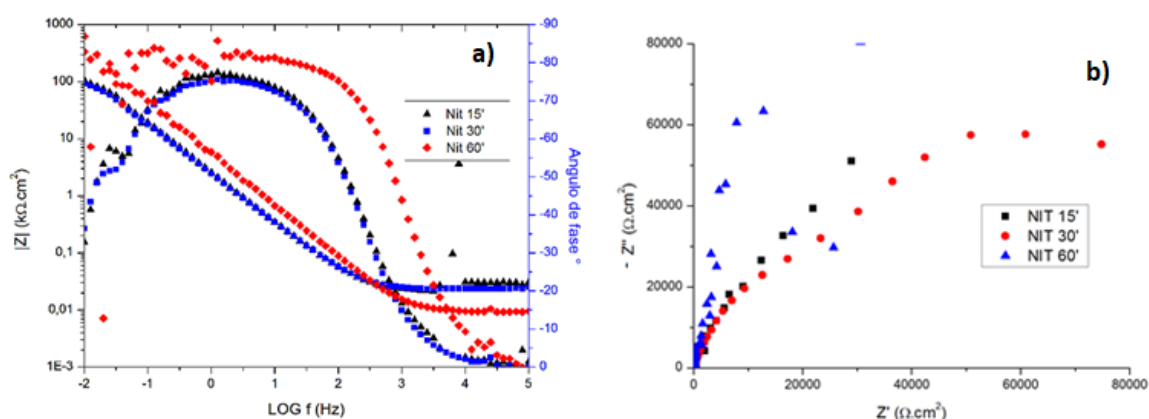 a)
1000
100
10
1
0,1
0,01
1E-3
|Z| (kΩ.cm²)
-90
-80
-70
-60
-50
-40
-30
-20
-10
0
Angulo de fase º
Nit 15'
Nit 30'
Nit 60'
-2 -1 0 1 2 3 4 5
LOG f (Hz)
b)
80000
60000
40000
20000
0
- Z'' (Ω.cm²)
NIT 15'
NIT 30'
NIT 60'
0 20000 40000 60000 80000
Z' (Ω.cm²)